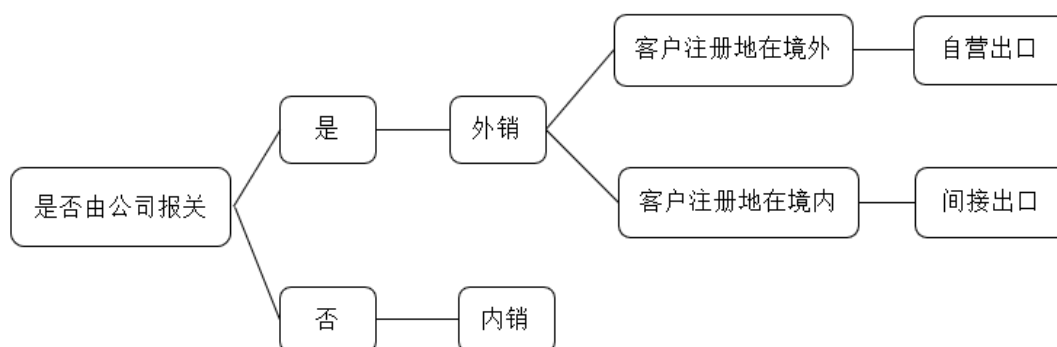 是否由公司报关
是
外销
客户注册地在境外
自营出口
客户注册地在境内
间接出口
否
内销